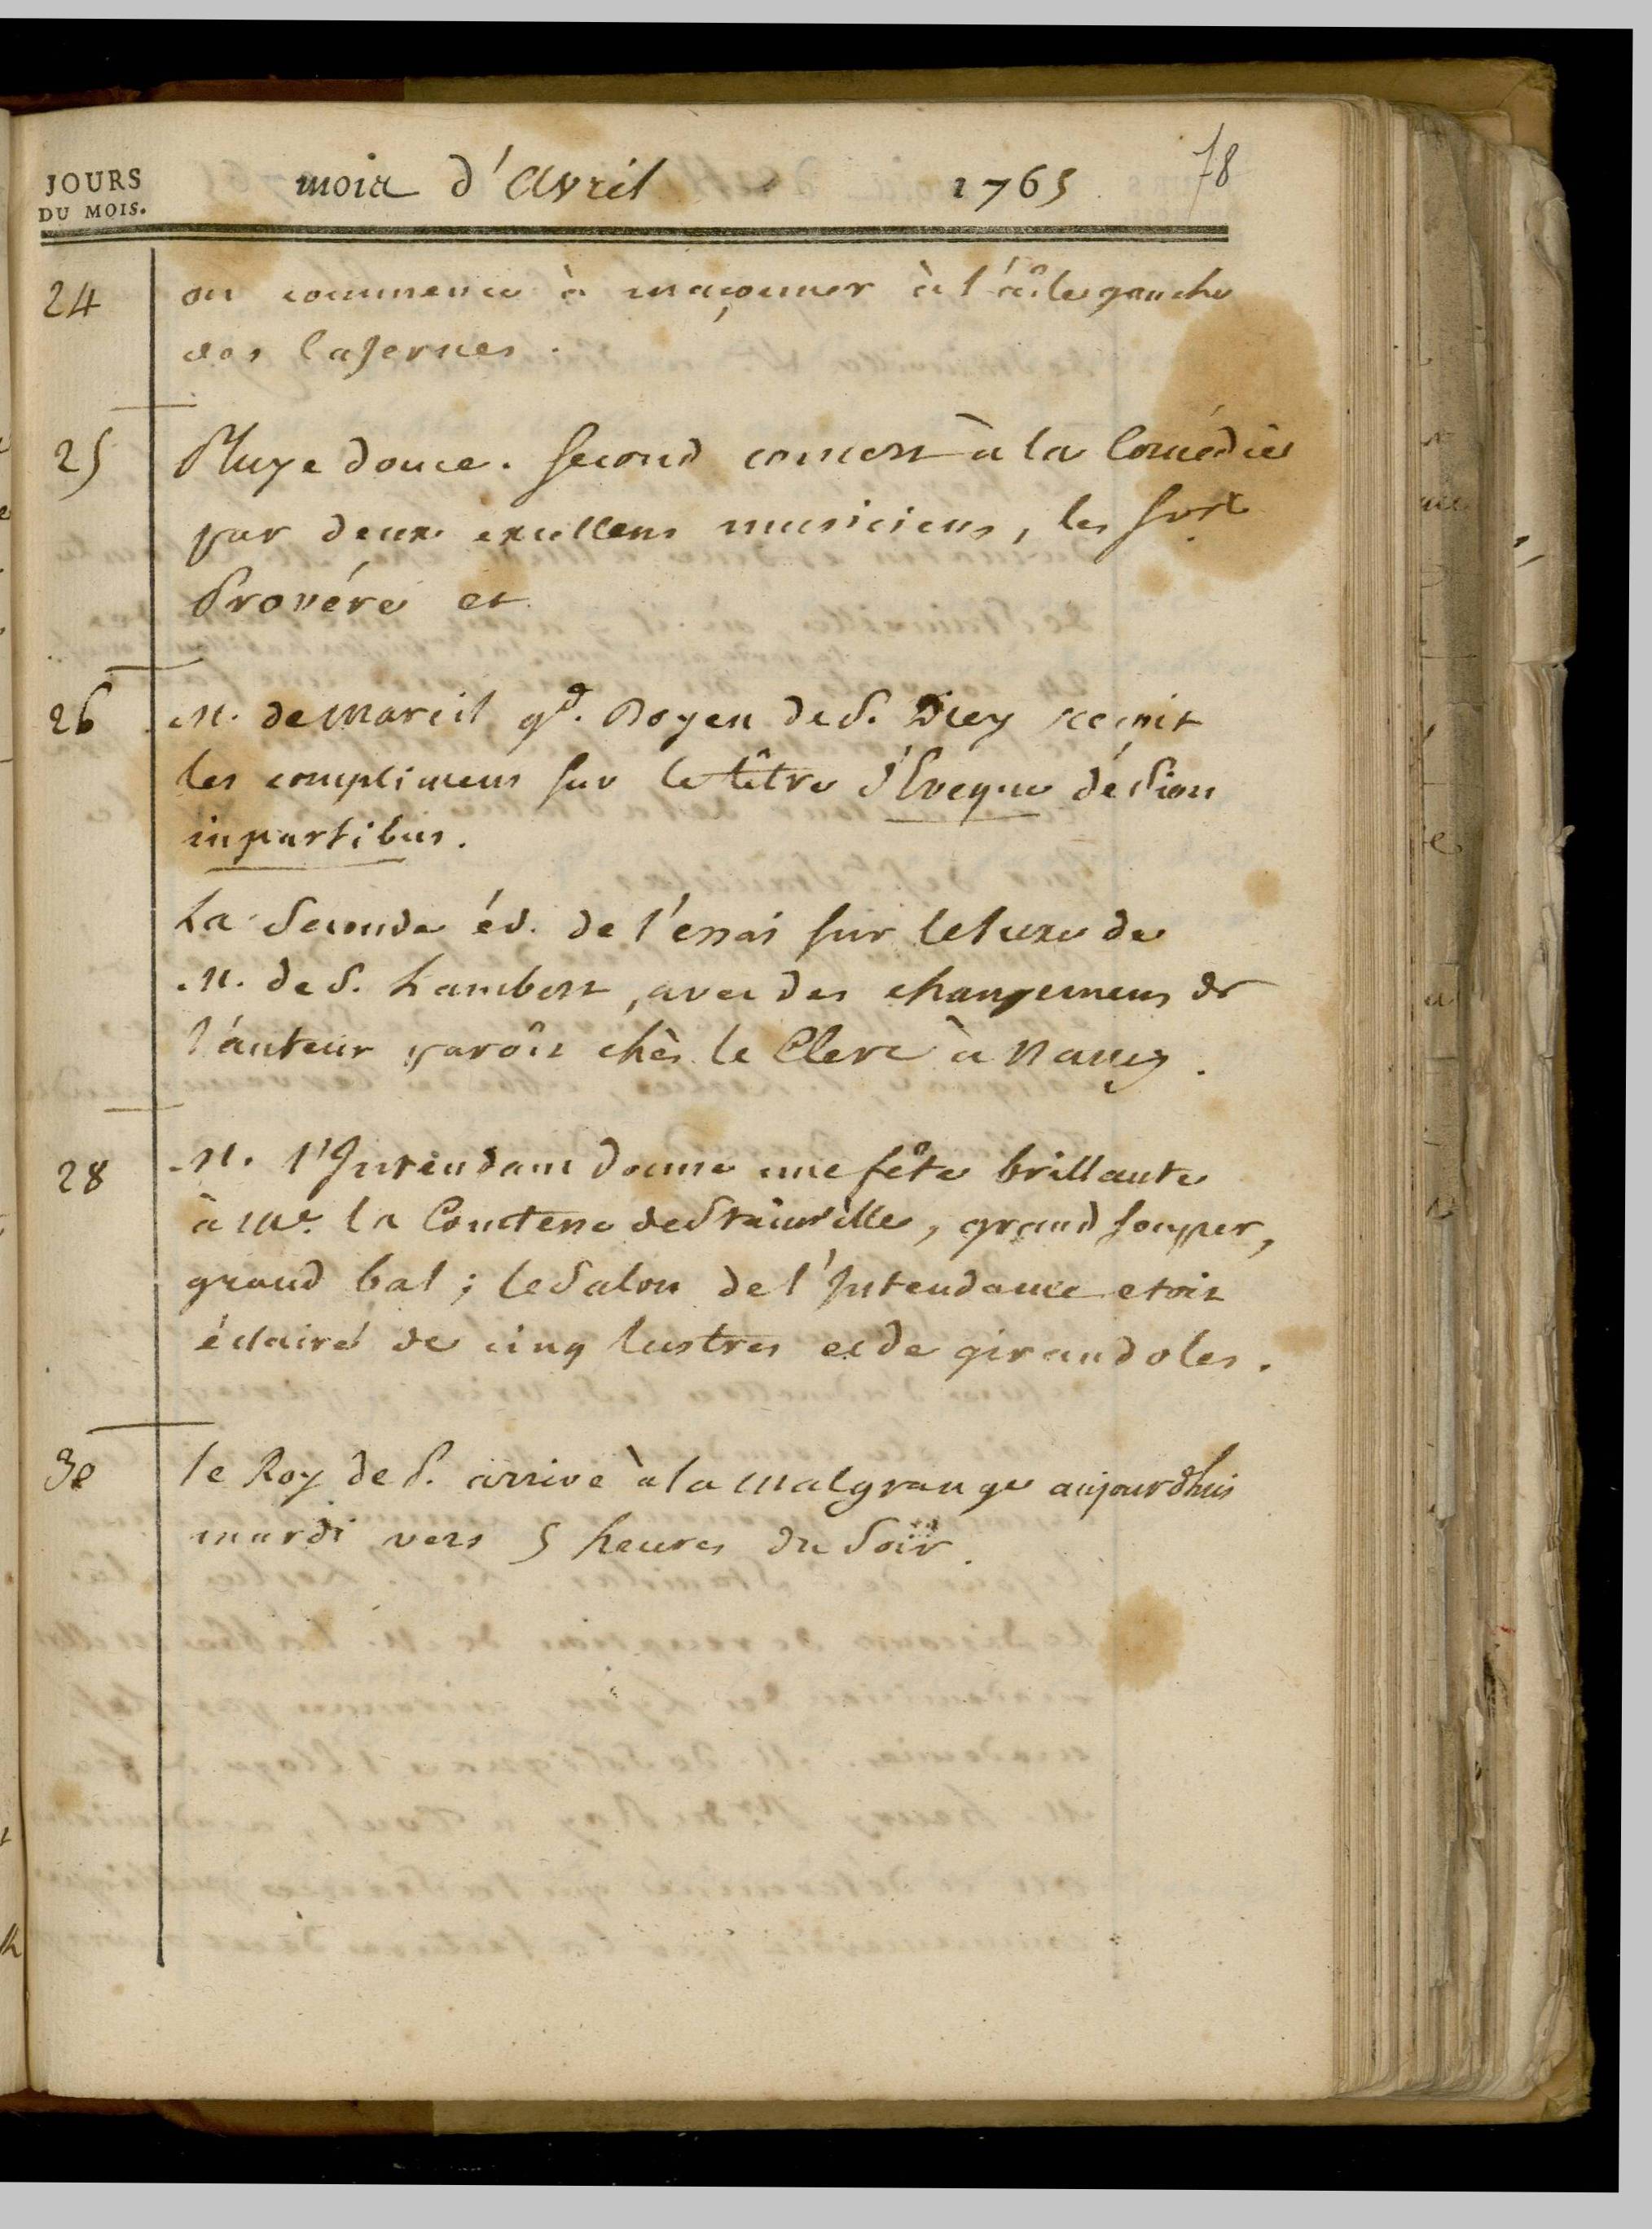 78
JOURS
DU MOIS.
mois d'Avril 1765
24 on commence à maçonner à l'aîle gauche
des Casernes.
25 Pluye douce. Second concert à la Comédie
par deux excellens musiciens, les Srs
Provéré et
26 M. de Mareil gd. Doyen de S. Diey reçoit
les complimens sur le tître d'Evêque de Sion
in partibus.
La Seconde éd. de l'essai sur le luxe de
M. de S. Lambert, avec des changemens de
l'auteur paroît chès le Clerc à Nancy.
28 M. l'Intendant donne une fête brillante
à Me. la Comtesse de Stainville, grand souper,
grand bal; le Salon de l'Intendance etoit
éclairé de cinq lustres et de girandoles.
30 le Roy de P. arrive à la Malgrange aujourdhui
mardi vers 5 heures du Soir.